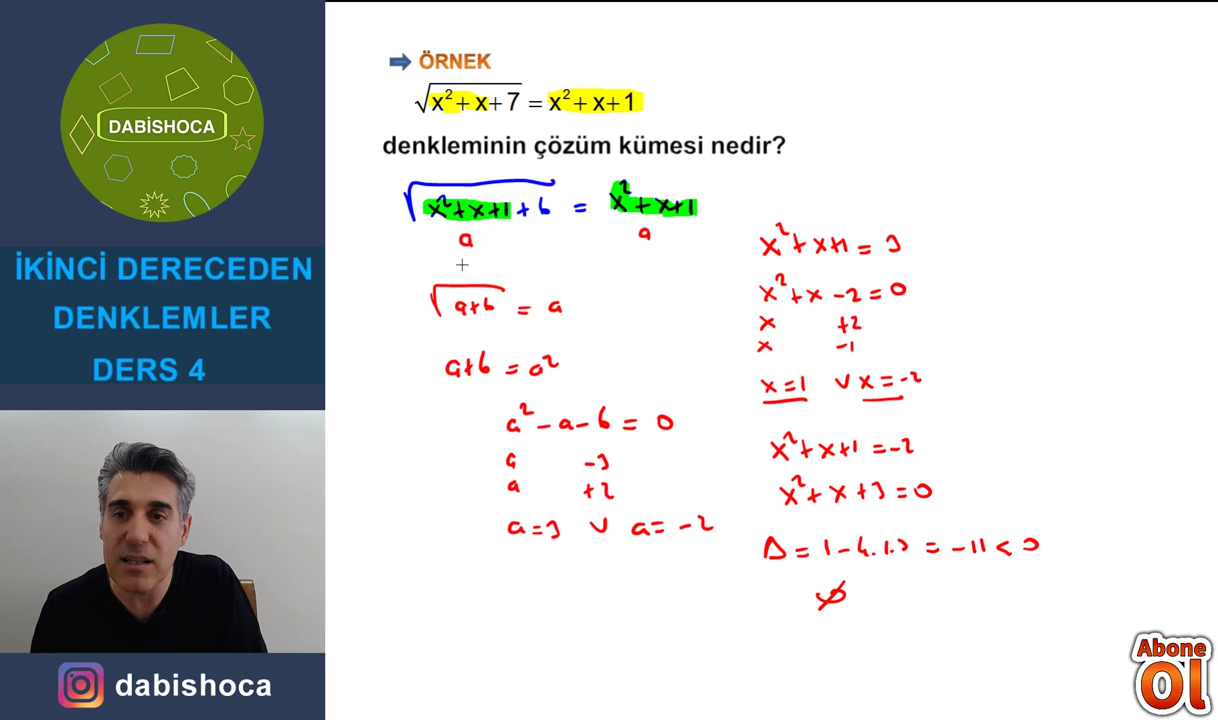 DABİSHOCA
İKİNCİ DERECEDEN
DENKLEMLER
DERS 4
dabishoca
ÖRNEK
√(x² + x + 7) = x² + x + 1
denkleminin çözüm kümesi nedir?
√(x² + x + 1 + 6) = x² + x + 1
a a
√(a+6) = a
a+6 = a²
a² - a - 6 = 0
a -3
a +2
a = 3 ∨ a = -2
x² + x + 1 = 3
x² + x - 2 = 0
x +2
x -1
x = 1 ∨ x = -2
x² + x + 1 = -2
x² + x + 3 = 0
Δ = 1 - 4.1.3 = -11 < 0
∅
Abone
Ol